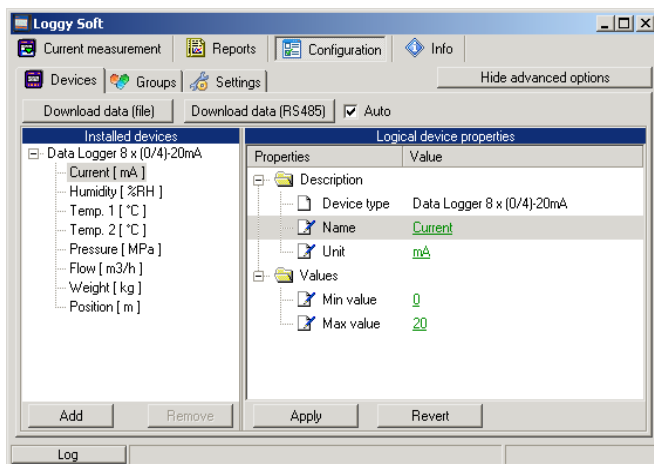 Loggy Soft
Current measurement Reports Configuration Info
Devices Groups Settings Hide advanced options
Download data (file) Download data (RS485) Auto
Installed devices
Data Logger 8 x (0/4)-20mA
Current [ mA ]
Humidity [ %RH ]
Temp. 1 [ °C ]
Temp. 2 [ °C ]
Pressure [ MPa ]
Flow [ m3/h ]
Weight [ kg ]
Position [ m ]
Add Remove
Logical device properties
Properties Value
Description
Device type Data Logger 8 x (0/4)-20mA
Name Current
Unit mA
Values
Min value 0
Max value 20
Apply Revert
Log